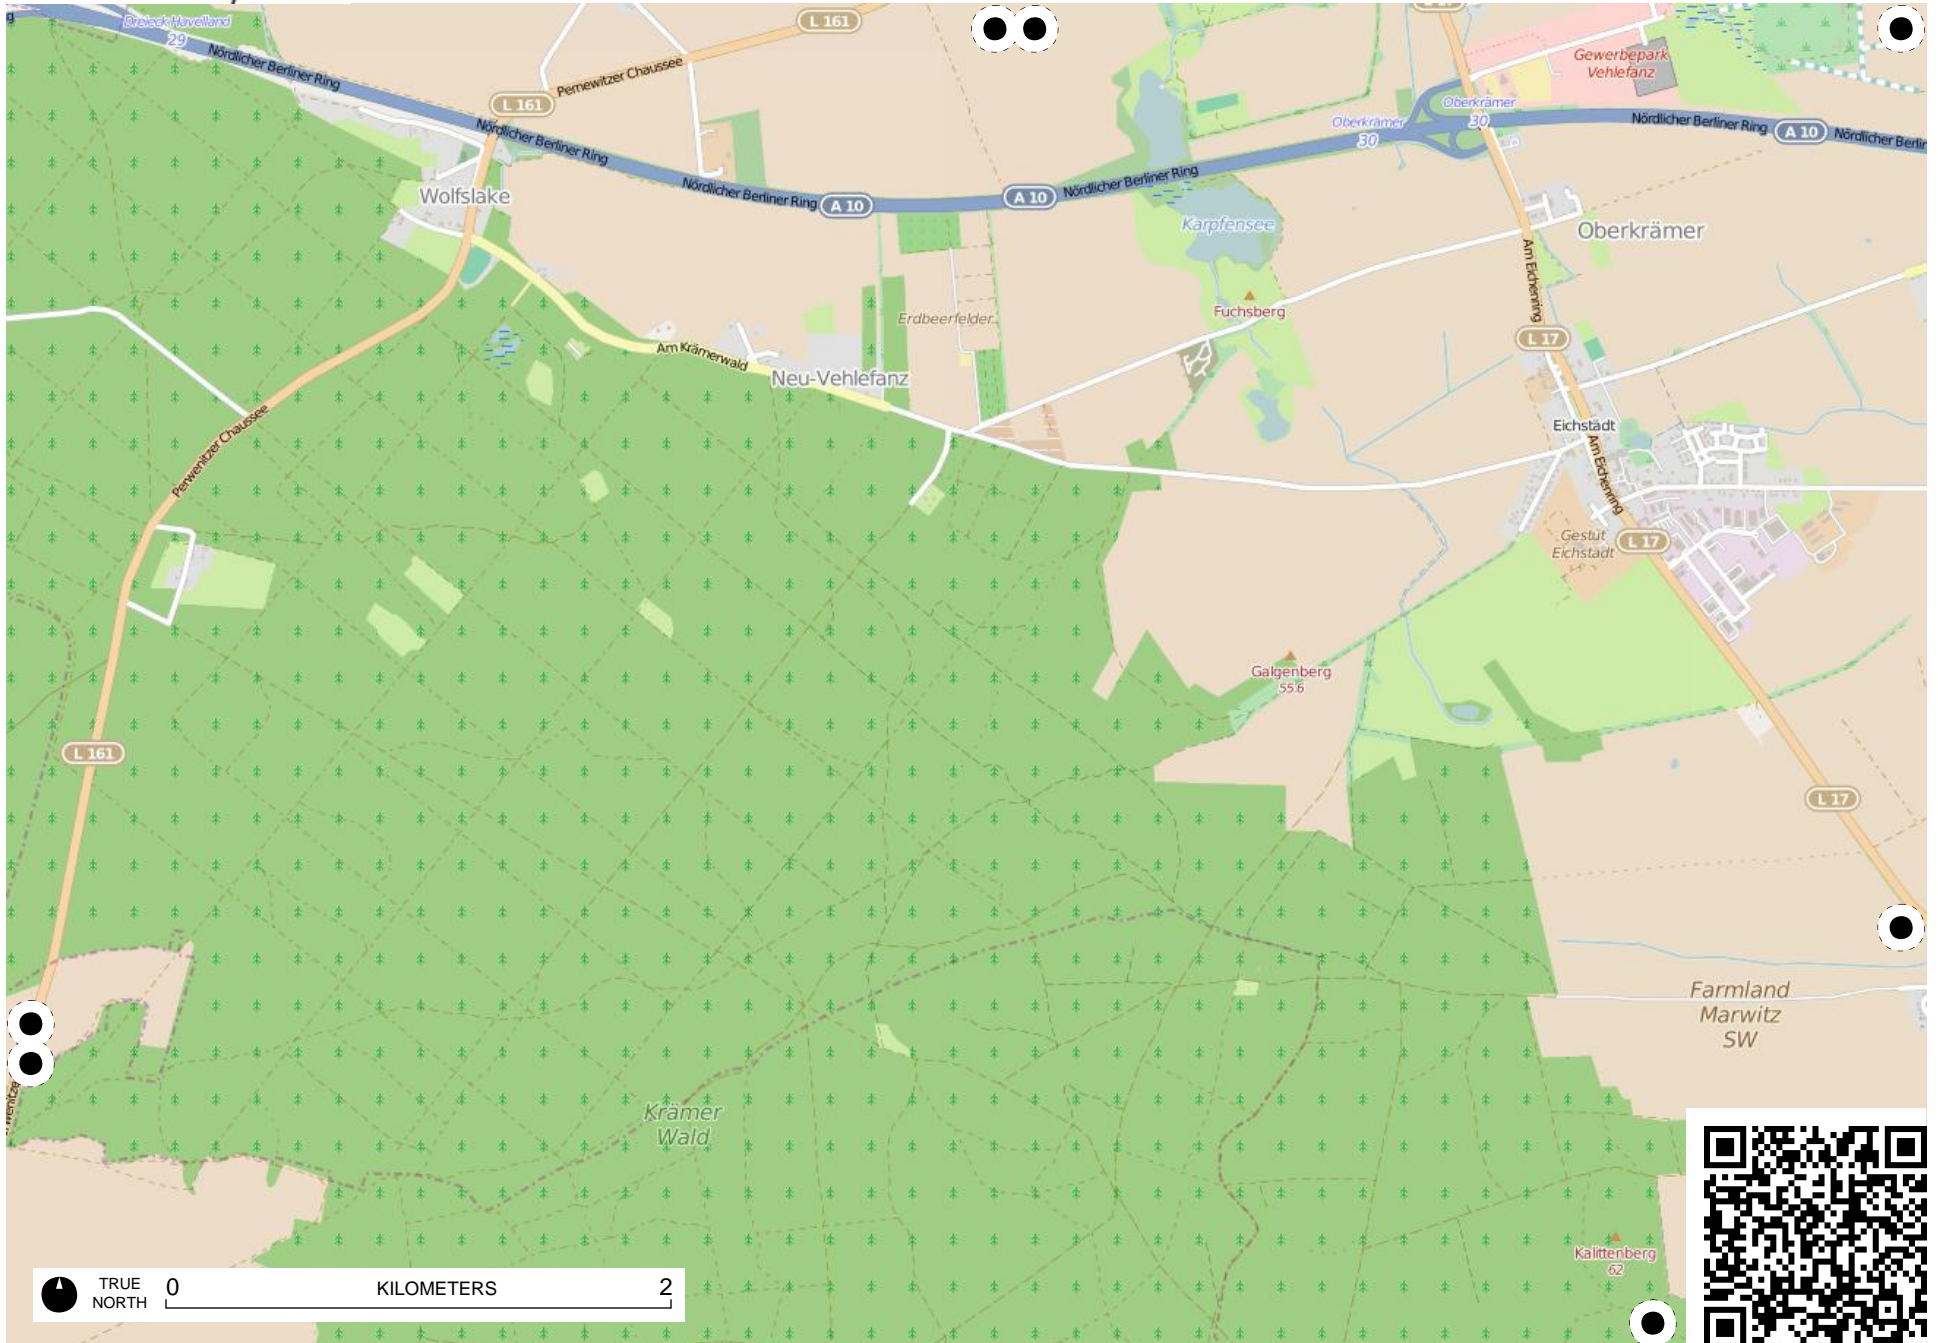 Dreieck Havelland
29
L 161
Nördlicher Berliner Ring
Pernewitzer Chaussee
L 161
Nördlicher Berliner Ring
Gewerbepark
Vehlefanz
Oberkrämer
30
Oberkrämer
30
Nördlicher Berliner Ring
A 10
Nördlicher Berlin
Wolfslake
Nördlicher Berliner Ring
A 10
A 10
Nördlicher Berliner Ring
Karpfensee
Oberkrämer
Am Eichenring
Erdbeerfelder
Fuchsberg
L 17
Am Krämerwald
Neu-Vehlefanz
Eichstädt
Am Eichenring
Perwenitzer Chaussee
Gestüt
Eichstädt
L 17
Galgenberg
55.6
L 161
L 17
Farmland
Marwitz
SW
Krämer
Wald
Kalittenberg
62
TRUE
NORTH
0
KILOMETERS
2